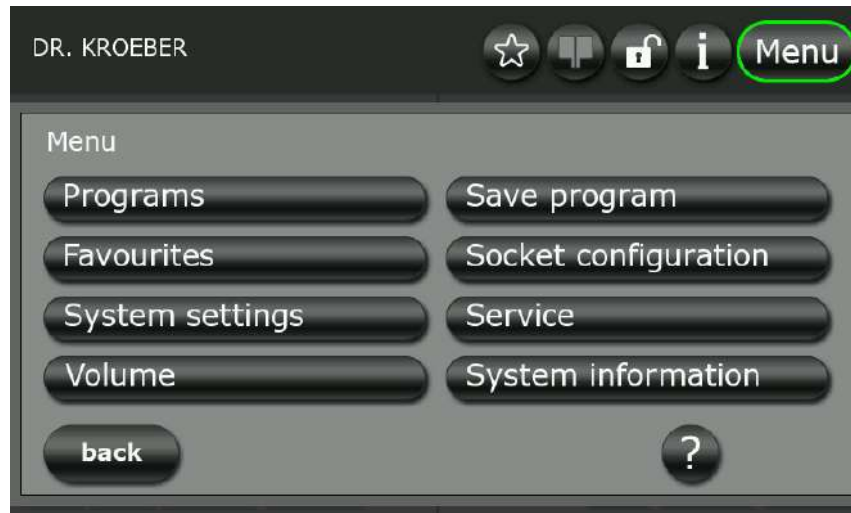 DR. KROEBER
i
Menu
Menu
Programs
Save program
Favourites
Socket configuration
System settings
Service
Volume
System information
back
?